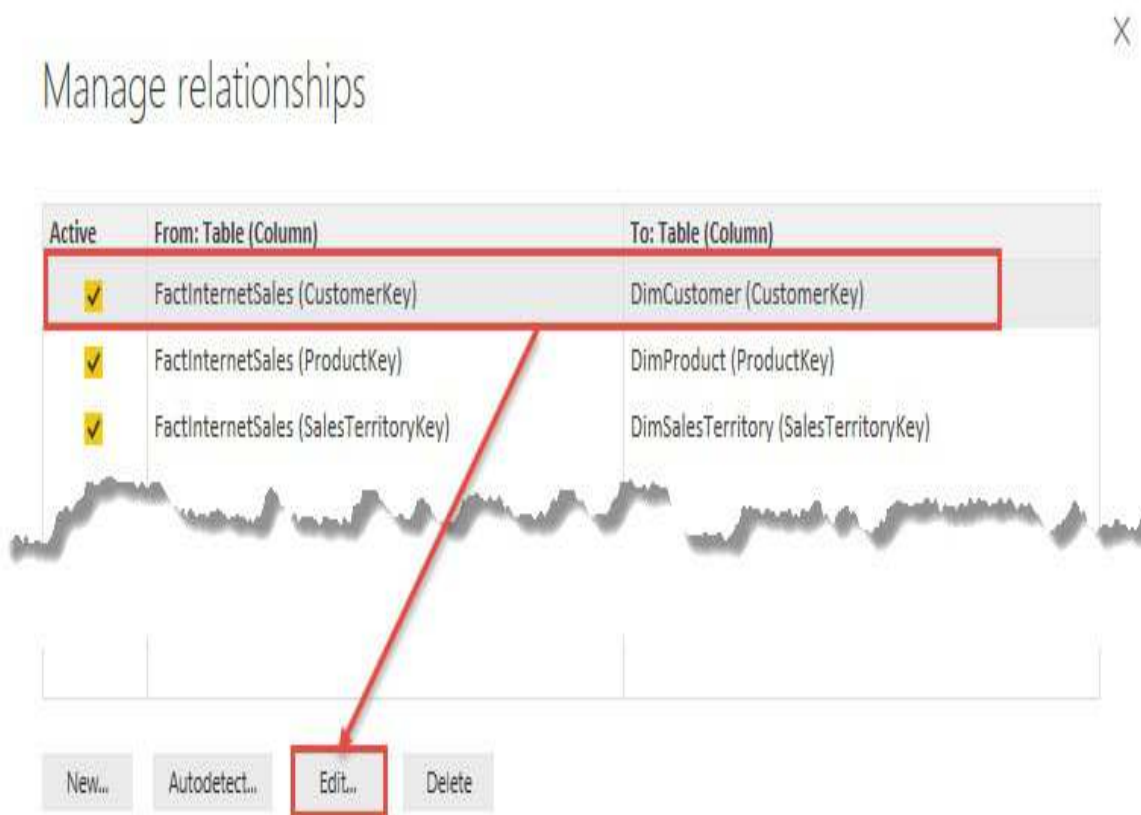 Manage relationships
Active From: Table (Column) To: Table (Column)
FactInternetSales (CustomerKey) DimCustomer (CustomerKey)
FactInternetSales (ProductKey) DimProduct (ProductKey)
FactInternetSales (SalesTerritoryKey) DimSalesTerritory (SalesTerritoryKey)
New... Autodetect... Edit... Delete